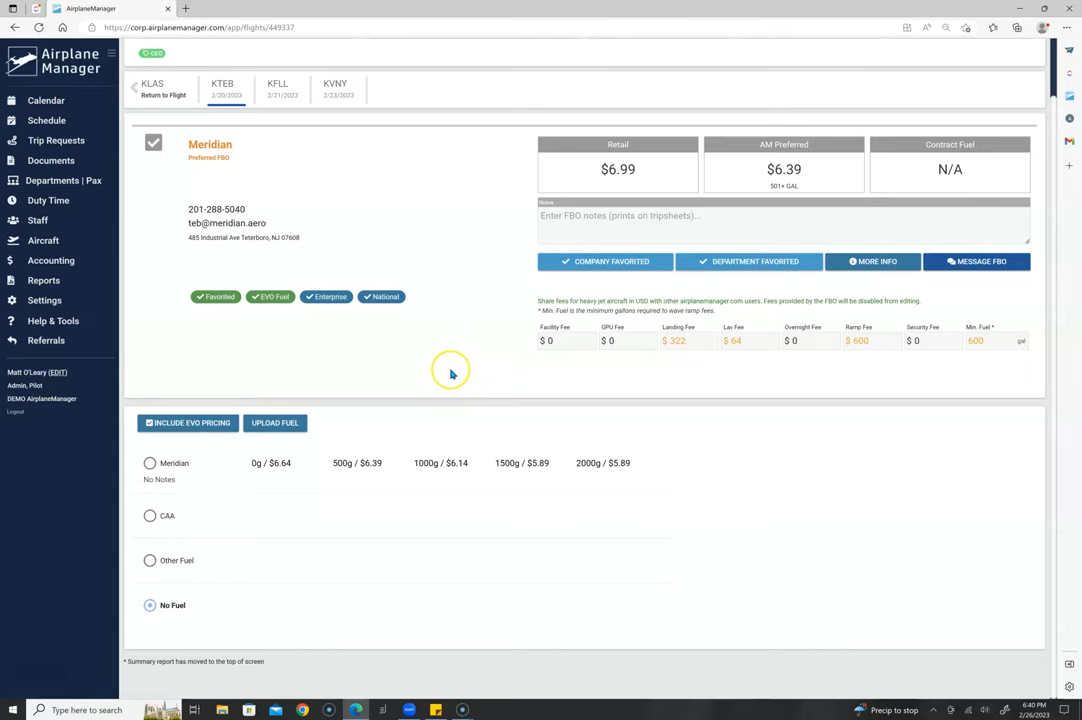 AirplaneManager
https://corp.airplanemanager.com/app/flights/449337
Airplane
Manager
CEO
KLAS
Return to Flight
KTEB
2/20/2023
KFLL
2/21/2023
KVNY
2/23/2023
Calendar
Schedule
Trip Requests
Documents
Departments | Pax
Duty Time
Staff
Aircraft
Accounting
Reports
Settings
Help & Tools
Referrals
Matt O'Leary (EDIT)
Admin, Pilot
DEMO AirplaneManager
Logout
Meridian
Preferred FBO
201-288-5040
teb@meridian.aero
485 Industrial Ave Teterboro, NJ 07608
Favorited
EVO Fuel
Enterprise
National
Retail
$6.99
AM Preferred
$6.39
501+ GAL
Contract Fuel
N/A
Notes
Enter FBO notes (prints on tripsheets)...
COMPANY FAVORITED
DEPARTMENT FAVORITED
MORE INFO
MESSAGE FBO
Share fees for heavy jet aircraft in USD with other airplanemanager.com users. Fees provided by the FBO will be disabled from editing.
* Min. Fuel is the minimum gallons required to wave ramp fees.
Facility Fee GPU Fee Landing Fee Lav Fee Overnight Fee Ramp Fee Security Fee Min. Fuel *
$ 0 $ 0 $ 322 $ 64 $ 0 $ 600 $ 0 600 gal
INCLUDE EVO PRICING
UPLOAD FUEL
Meridian 0g / $6.64 500g / $6.39 1000g / $6.14 1500g / $5.89 2000g / $5.89
No Notes
CAA
Other Fuel
No Fuel
* Summary report has moved to the top of screen
Type here to search
Precip to stop
6:40 PM
2/26/2023